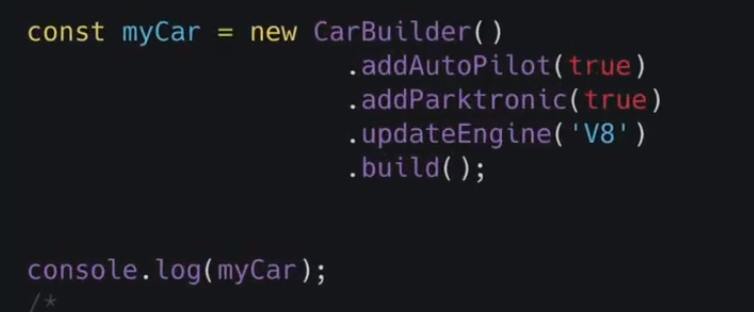 const myCar = new CarBuilder()
.addAutoPilot(true)
.addParktronic(true)
.updateEngine('V8')
.build();
console.log(myCar);
/*